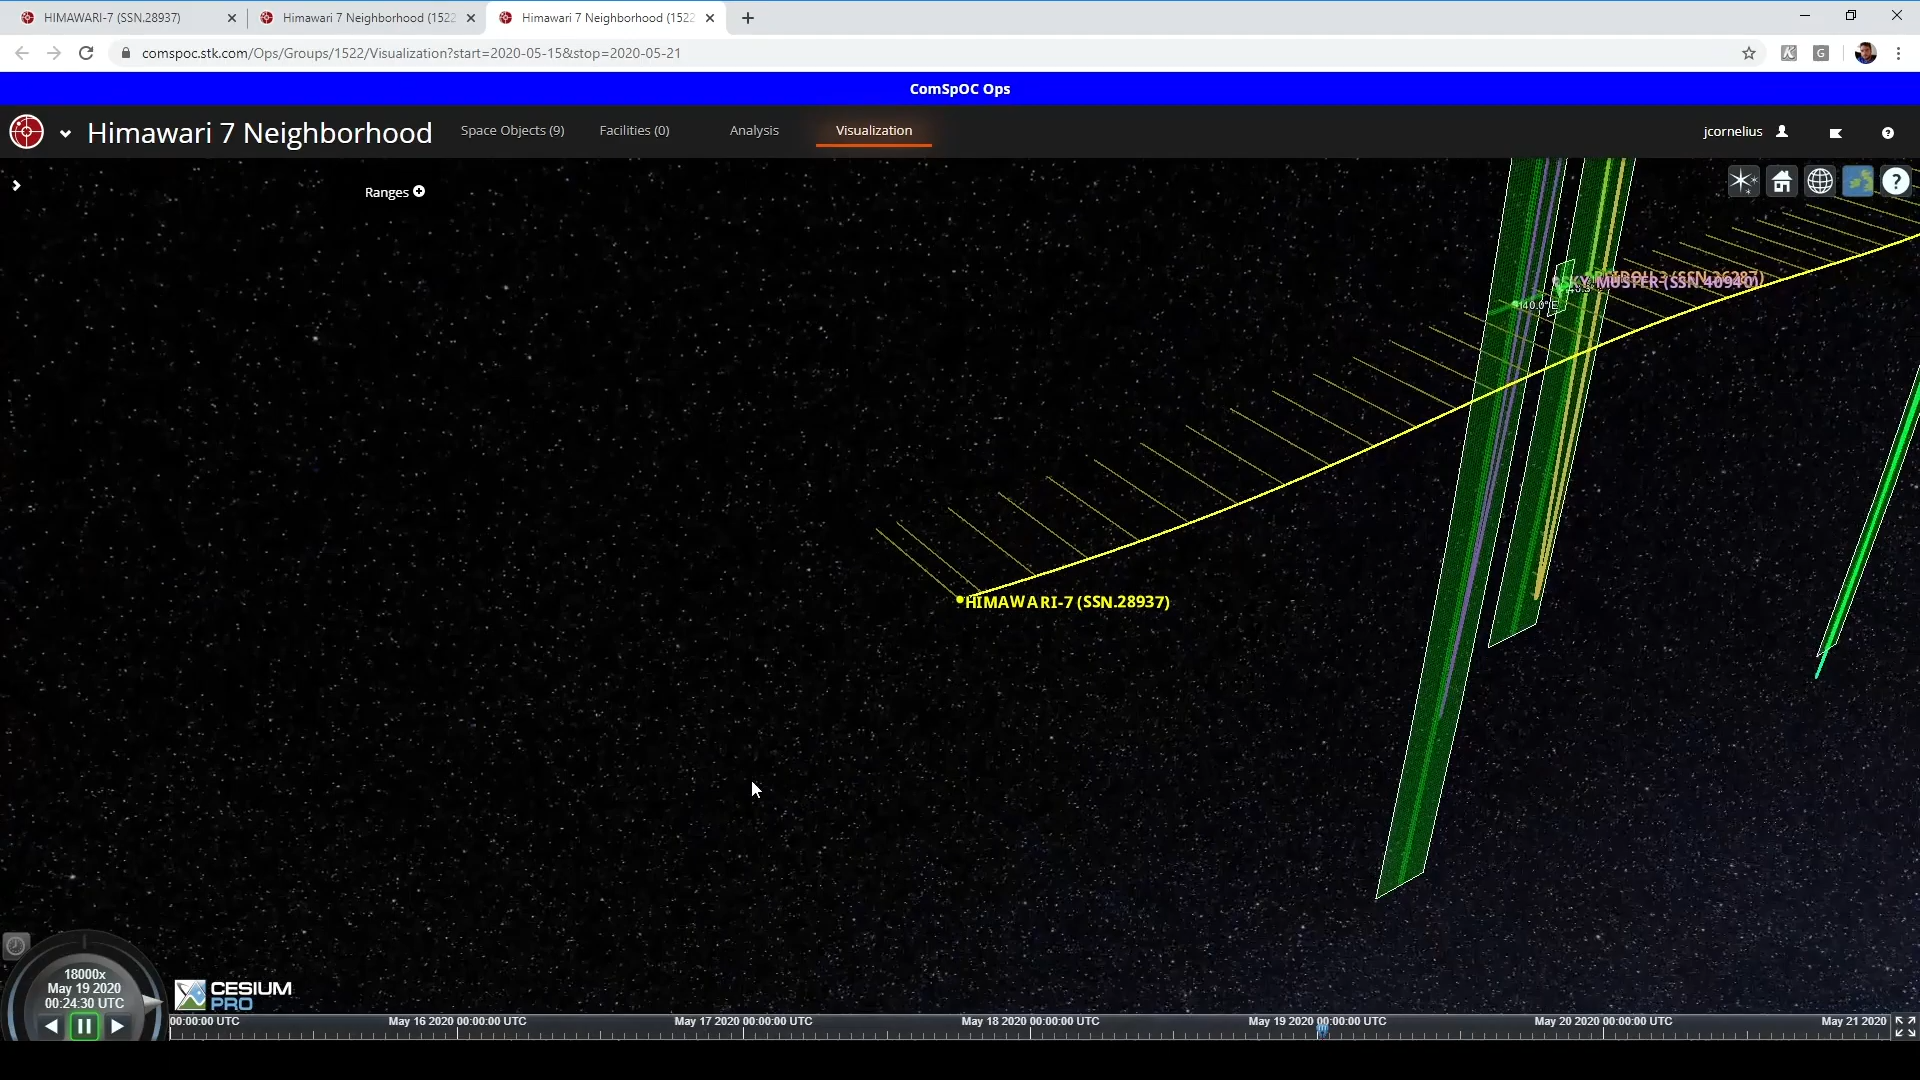 HIMAWARI-7 (SSN.28937)
Himawari 7 Neighborhood (1522
Himawari 7 Neighborhood (1522
comspoc.stk.com/Ops/Groups/1522/Visualization?start=2020-05-15&stop=2020-05-21
K
G
ComSpOC Ops
Himawari 7 Neighborhood
Space Objects (9)
Facilities (0)
Analysis
Visualization
jcornelius
?
Ranges
?
(SSN.26287)
SKY MUSTER (SSN.40940)
140.0°E
HIMAWARI-7 (SSN.28937)
18000x
May 19 2020
00:24:30 UTC
CESIUM
PRO
00:00:00 UTC
May 16 2020 00:00:00 UTC
May 17 2020 00:00:00 UTC
May 18 2020 00:00:00 UTC
May 19 2020 00:00:00 UTC
May 20 2020 00:00:00 UTC
May 21 2020